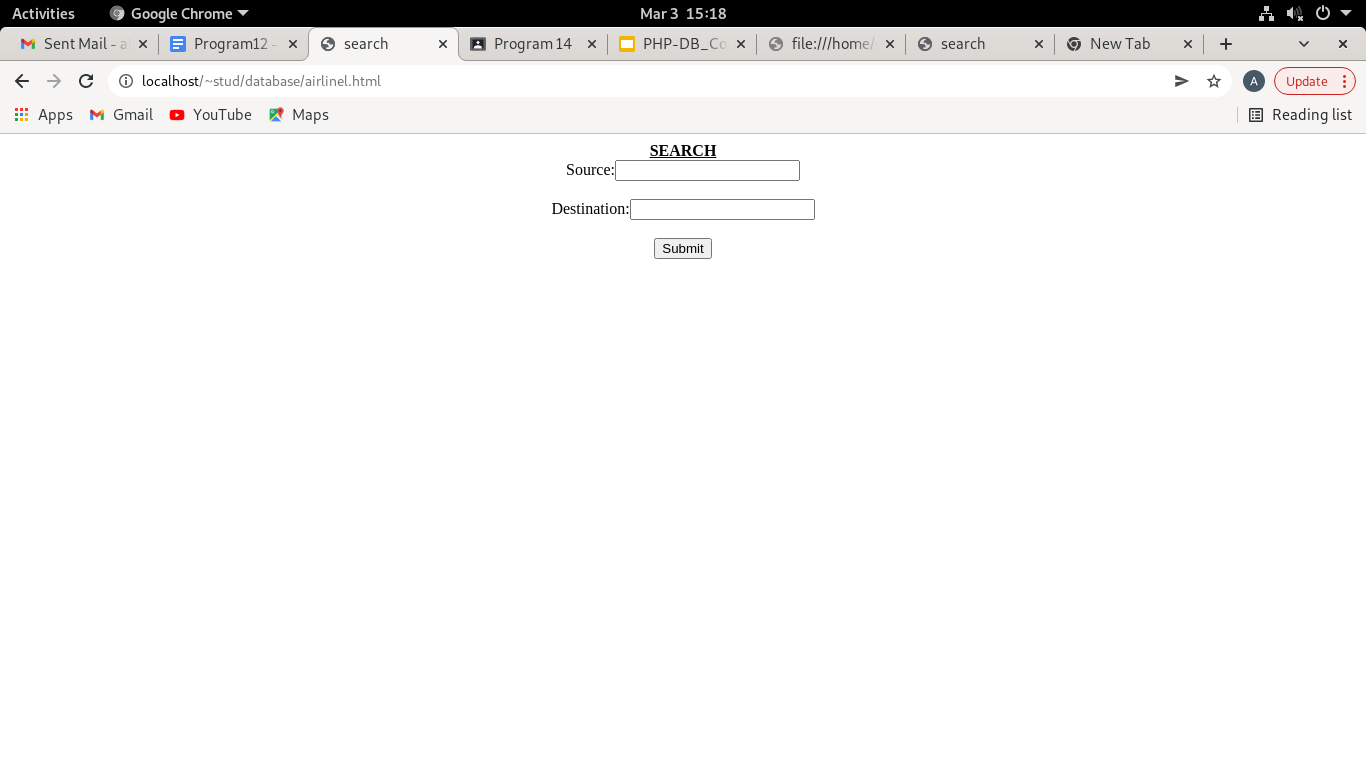 Activities Google Chrome Mar 3 15:18
Sent Mail - al Program12 - search Program 14 PHP-DB_Co file:///home/ search New Tab
localhost/~stud/database/airlinel.html A Update
Apps Gmail YouTube Maps Reading list
SEARCH
Source:
Destination:
Submit